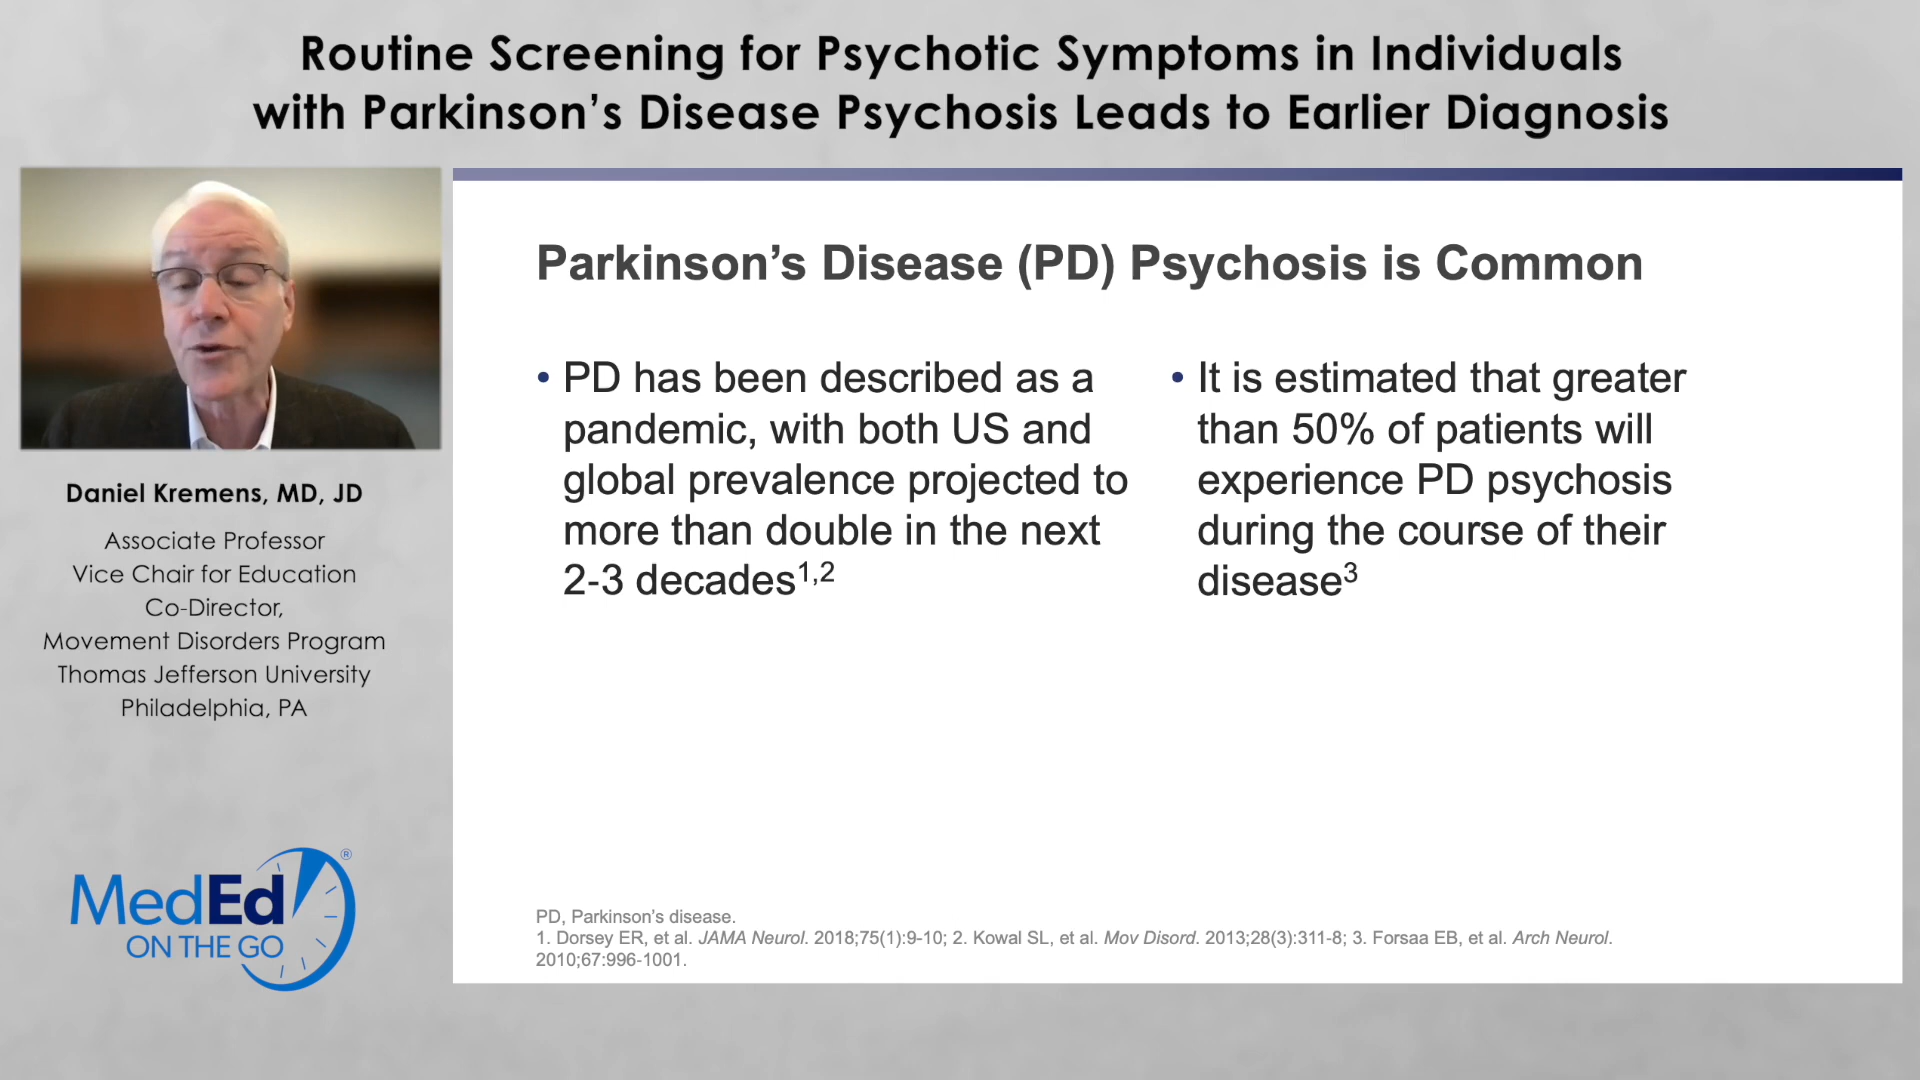 Routine Screening for Psychotic Symptoms in Individuals
with Parkinson’s Disease Psychosis Leads to Earlier Diagnosis
Daniel Kremens, MD, JD
Associate Professor
Vice Chair for Education
Co-Director,
Movement Disorders Program
Thomas Jefferson University
Philadelphia, PA
MedEd®
ON THE GO
Parkinson’s Disease (PD) Psychosis is Common
• PD has been described as a
pandemic, with both US and
global prevalence projected to
more than double in the next
2-3 decades1,2
• It is estimated that greater
than 50% of patients will
experience PD psychosis
during the course of their
disease3
PD, Parkinson’s disease.
1. Dorsey ER, et al. JAMA Neurol. 2018;75(1):9-10; 2. Kowal SL, et al. Mov Disord. 2013;28(3):311-8; 3. Forsaa EB, et al. Arch Neurol.
2010;67:996-1001.